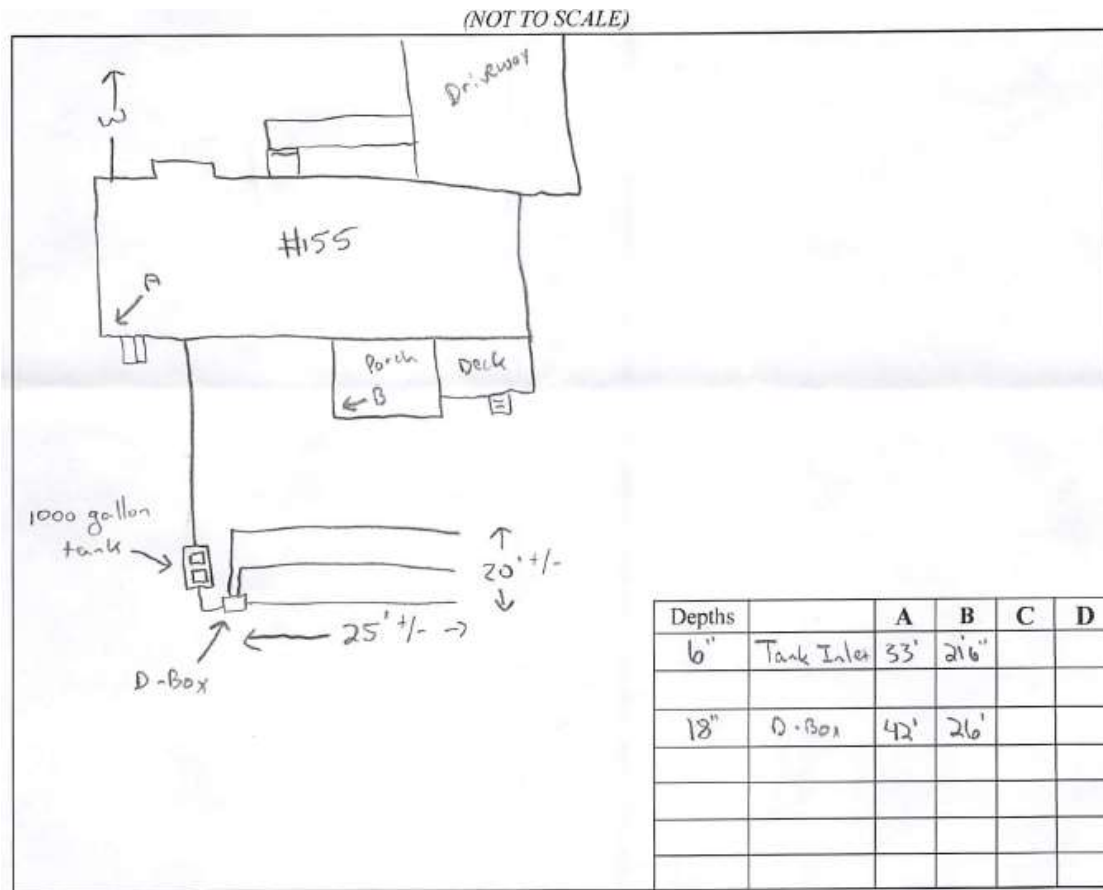 (NOT TO SCALE)
Driveway
W
#155
A
Porch
Deck
B
1000 gallon
tank
20' +/-
25' +/-
D-Box
Depths A B C D
6" Tank Inlet 33' 21'6"
18" D-Box 42' 26'